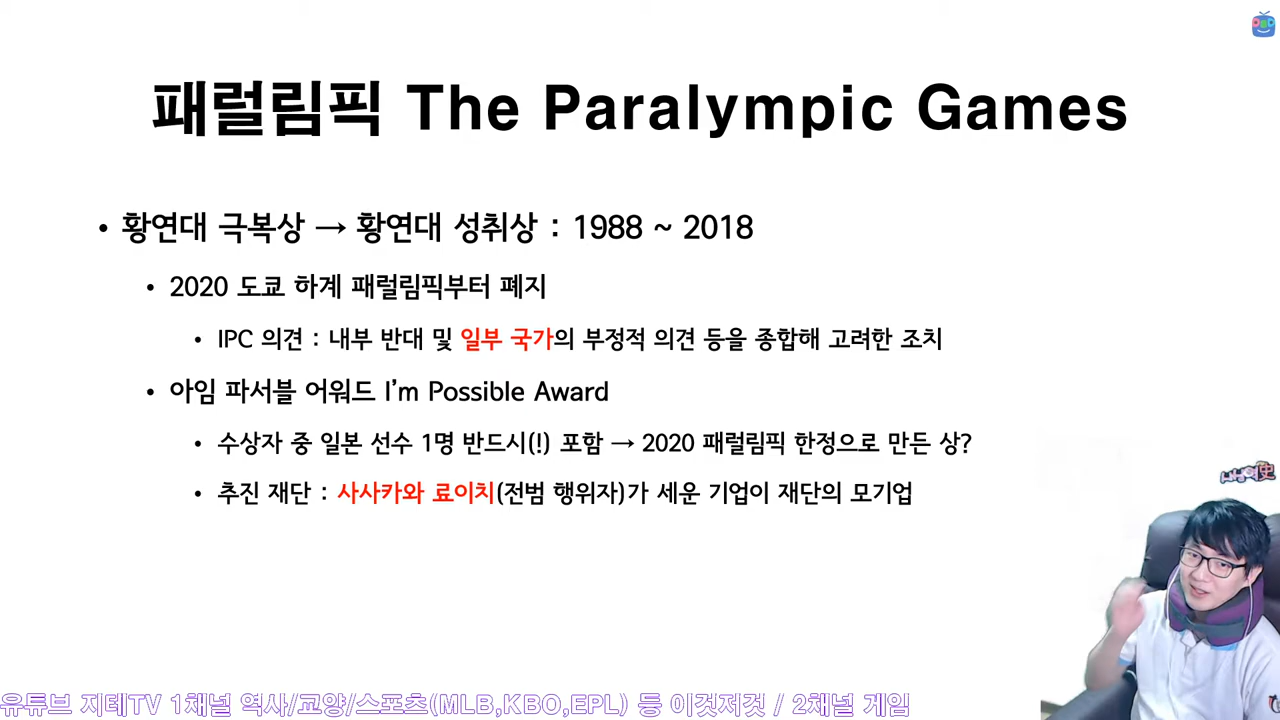 패럴림픽 The Paralympic Games
• 황연대 극복상 → 황연대 성취상 : 1988 ~ 2018
• 2020 도쿄 하계 패럴림픽부터 폐지
• IPC 의견 : 내부 반대 및 일부 국가의 부정적 의견 등을 종합해 고려한 조치
• 아임 파서블 어워드 I'm Possible Award
• 수상자 중 일본 선수 1명 반드시(!) 포함 → 2020 패럴림픽 한정으로 만든 상?
• 추진 재단 : 사사카와 료이치(전범 행위자)가 세운 기업이 재단의 모기업
유튜브 지테TV 1채널 역사/교양/스포츠(MLB,KBO,EPL) 등 이것저것 / 2채널 게임